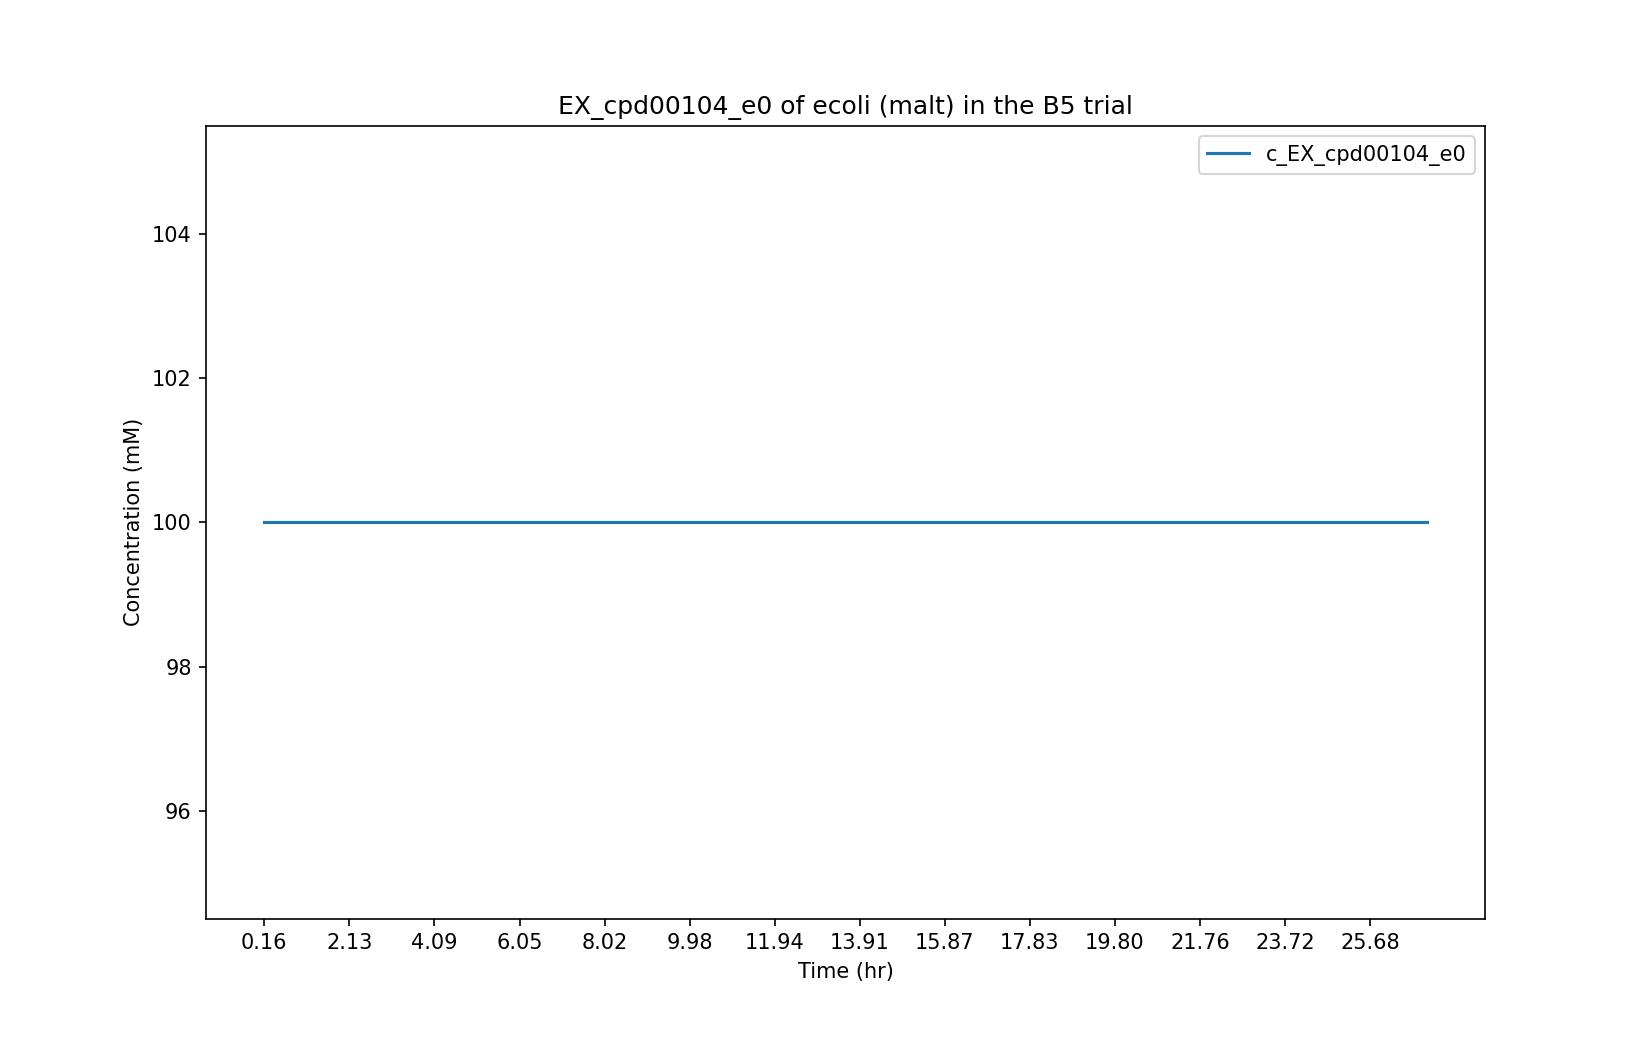 EX_cpd00104_e0 of ecoli (malt) in the B5 trial
c_EX_cpd00104_e0
104
102
100
98
96
Concentration (mM)
0.16 2.13 4.09 6.05 8.02 9.98 11.94 13.91 15.87 17.83 19.80 21.76 23.72 25.68
Time (hr)